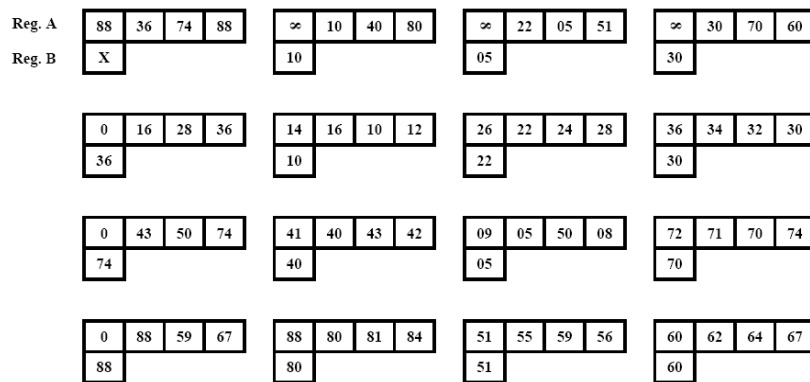 Reg. A 88 36 74 88 ∞ 10 40 80 ∞ 22 05 51 ∞ 30 70 60
Reg. B X 10 05 30
0 16 28 36 14 16 10 12 26 22 24 28 36 34 32 30
36 10 22 30
0 43 50 74 41 40 43 42 09 05 50 08 72 71 70 74
74 40 05 70
0 88 59 67 88 80 81 84 51 55 59 56 60 62 64 67
88 80 51 60